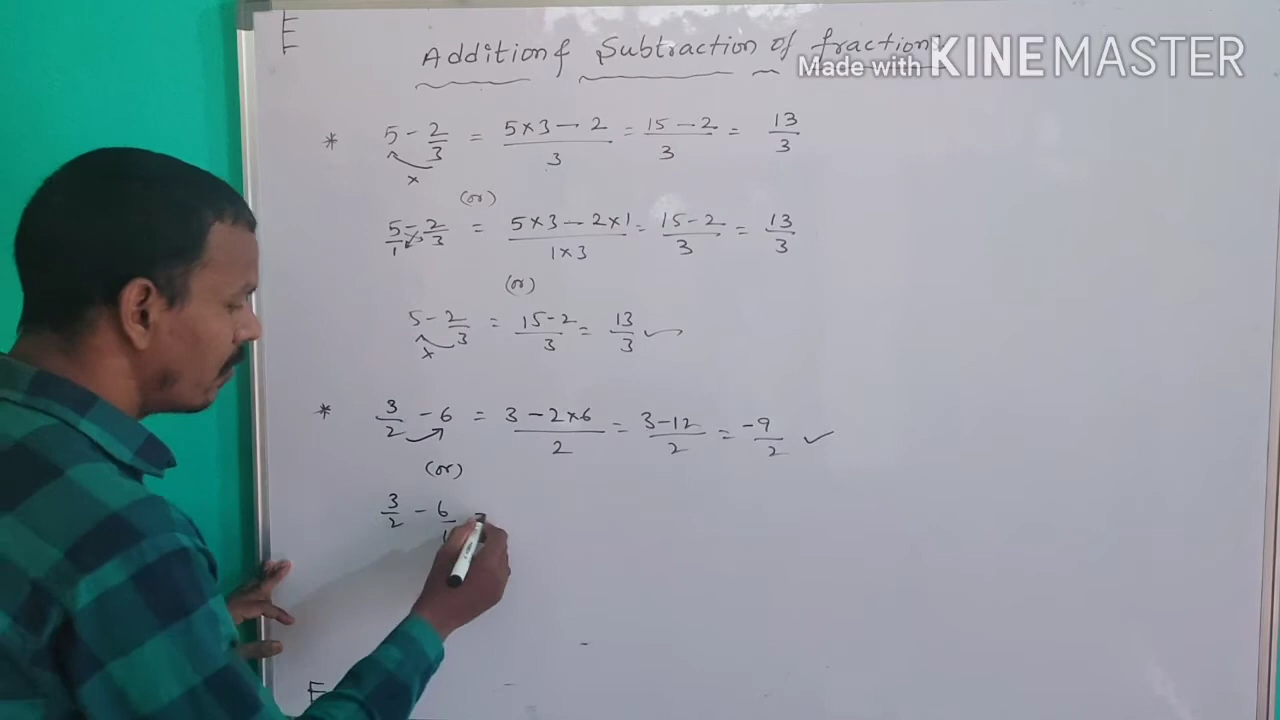 E
Addition & Subtraction of fractions
Made with KINEMASTER
* 5 - 2/3 = 5×3 - 2/3 = 15 - 2/3 = 13/3
×
(or)
5/1 - 2/3 = 5×3 - 2×1/1×3 = 15-2/3 = 13/3
(or)
5 - 2/3 = 15-2/3 = 13/3 ✓
×
* 3/2 - 6 = 3 - 2×6/2 = 3-12/2 = -9/2 ✓
(or)
3/2 - 6/1 =